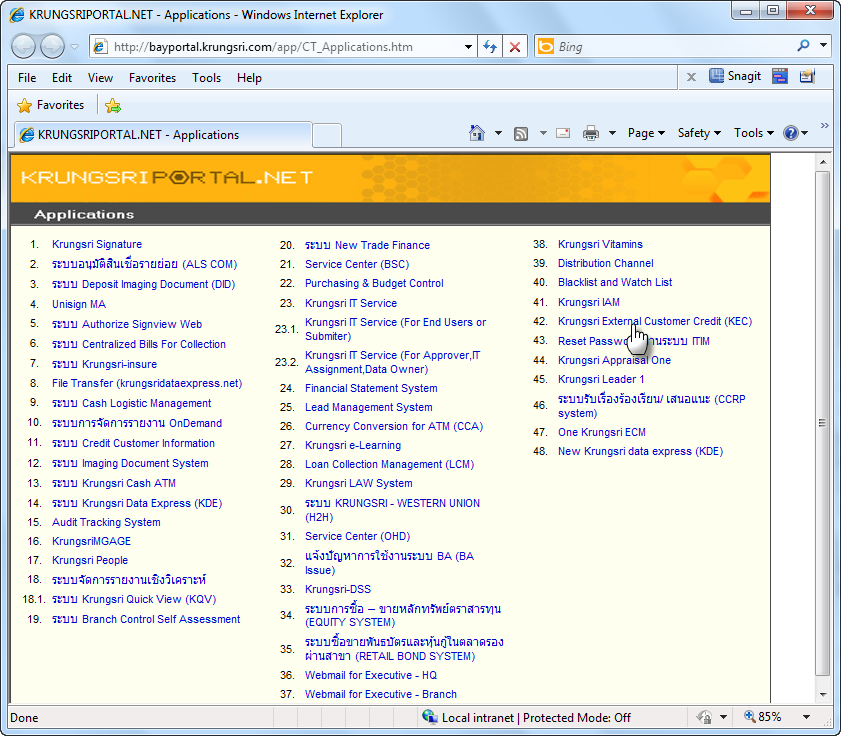 KRUNGSRIPORTAL.NET - Applications - Windows Internet Explorer
http://bayportal.krungsri.com/app/CT_Applications.htm
Bing
File Edit View Favorites Tools Help
x Snagit
Favorites
KRUNGSRIPORTAL.NET - Applications
Page Safety Tools
KRUNGSRIPORTAL.NET
Applications
1. Krungsri Signature
2. ระบบอนุมัติสินเชื่อรายย่อย (ALS COM)
3. ระบบ Deposit Imaging Document (DID)
4. Unisign MA
5. ระบบ Authorize Signview Web
6. ระบบ Centralized Bills For Collection
7. ระบบ Krungsri-insure
8. File Transfer (krungsridataexpress.net)
9. ระบบ Cash Logistic Management
10. ระบบการจัดการรายงาน OnDemand
11. ระบบ Credit Customer Information
12. ระบบ Imaging Document System
13. ระบบ Krungsri Cash ATM
14. ระบบ Krungsri Data Express (KDE)
15. Audit Tracking System
16. KrungsriMGAGE
17. Krungsri People
18. ระบบจัดการรายงานเชิงวิเคราะห์
18.1. ระบบ Krungsri Quick View (KQV)
19. ระบบ Branch Control Self Assessment
20. ระบบ New Trade Finance
21. Service Center (BSC)
22. Purchasing & Budget Control
23. Krungsri IT Service
23.1. Krungsri IT Service (For End Users or
Submiter)
23.2. Krungsri IT Service (For Approver,IT
Assignment,Data Owner)
24. Financial Statement System
25. Lead Management System
26. Currency Conversion for ATM (CCA)
27. Krungsri e-Learning
28. Loan Collection Management (LCM)
29. Krungsri LAW System
30. ระบบ KRUNGSRI - WESTERN UNION
(H2H)
31. Service Center (OHD)
32. แจ้งปัญหาการใช้งานระบบ BA (BA
Issue)
33. Krungsri-DSS
34. ระบบการซื้อ – ขายหลักทรัพย์ตราสารทุน
(EQUITY SYSTEM)
35. ระบบซื้อขายพันธบัตรและหุ้นกู้ในตลาดรอง
ผ่านสาขา (RETAIL BOND SYSTEM)
36. Webmail for Executive - HQ
37. Webmail for Executive - Branch
38. Krungsri Vitamins
39. Distribution Channel
40. Blacklist and Watch List
41. Krungsri IAM
42. Krungsri External Customer Credit (KEC)
43. Reset ระบบ ITIM
44. Krungsri Appraisal One
45. Krungsri Leader 1
46. ระบบรับเรื่องร้องเรียน/ เสนอแนะ (CCRP
system)
47. One Krungsri ECM
48. New Krungsri data express (KDE)
Done
Local intranet | Protected Mode: Off
85%